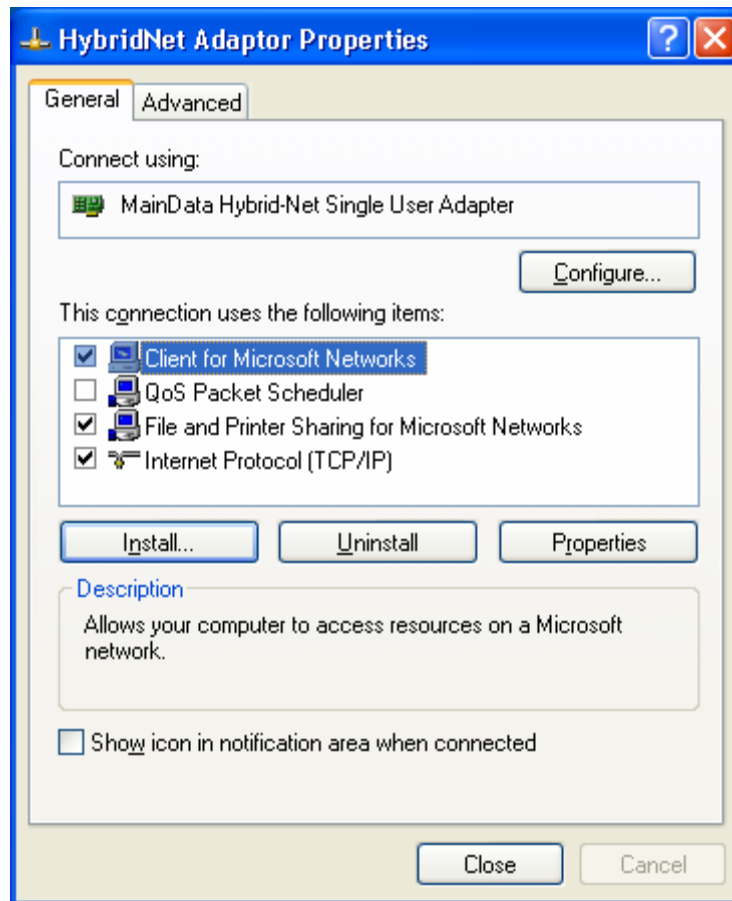 HybridNet Adaptor Properties
General Advanced
Connect using:
MainData Hybrid-Net Single User Adapter
Configure...
This connection uses the following items:
Client for Microsoft Networks
QoS Packet Scheduler
File and Printer Sharing for Microsoft Networks
Internet Protocol (TCP/IP)
Install... Uninstall Properties
Description
Allows your computer to access resources on a Microsoft
network.
Show icon in notification area when connected
Close Cancel